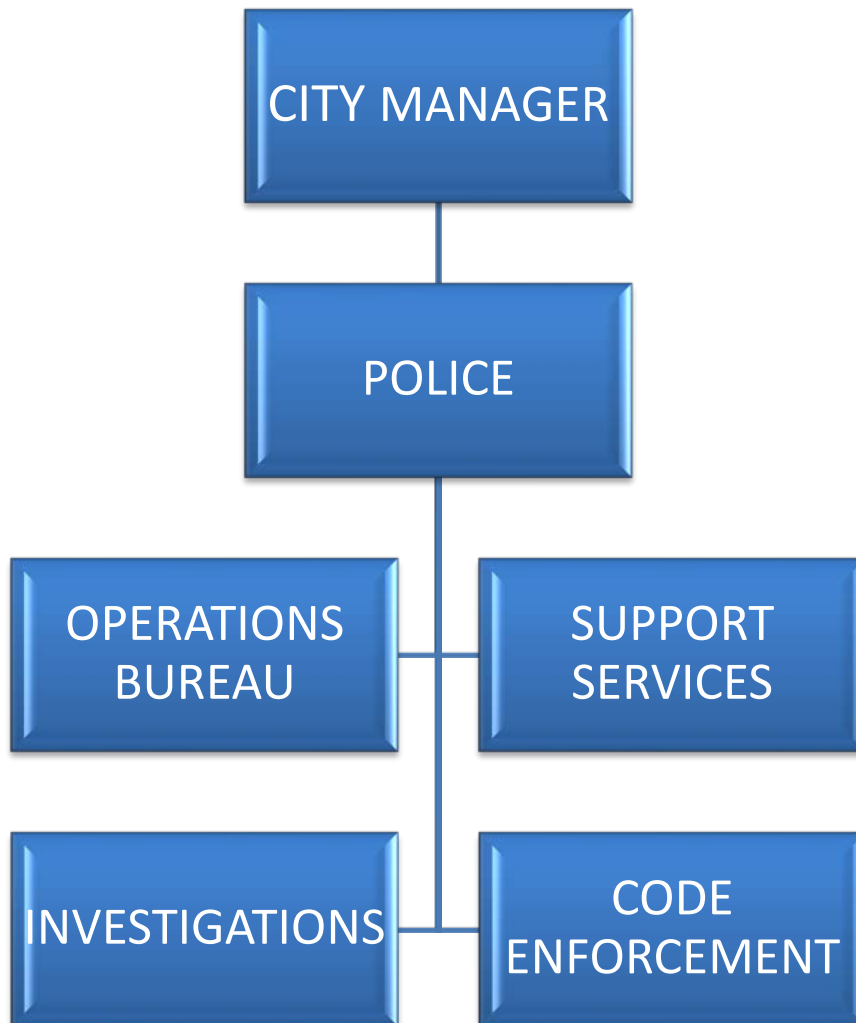 CITY MANAGER
POLICE
OPERATIONS
BUREAU
SUPPORT
SERVICES
INVESTIGATIONS
CODE
ENFORCEMENT